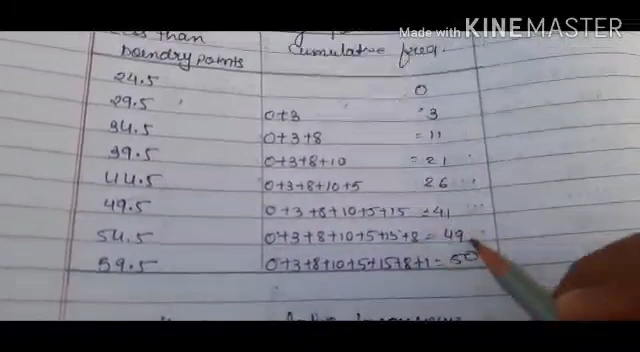 Made with KINEMASTER
than
boendry points
Cumulative freq.
24.5 0
29.5 0+3 3
34.5 0+3+8 = 11
39.5 0+3+8+10 = 21
44.5 0+3+8+10+5 26
49.5 0+3+8+10+5+15 = 41
54.5 0+3+8+10+5+15+8 = 49
59.5 0+3+8+10+5+15+8+1 = 50